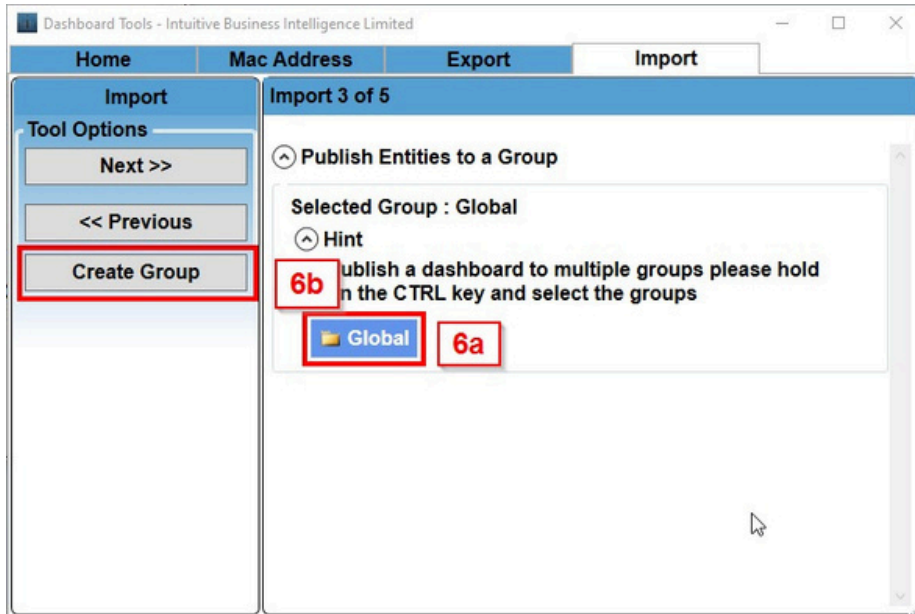 Dashboard Tools - Intuitive Business Intelligence Limited
Home Mac Address Export Import
Import
Tool Options
Next >>
<< Previous
Create Group
Import 3 of 5
Publish Entities to a Group
Selected Group : Global
Hint
ublish a dashboard to multiple groups please hold
6b n the CTRL key and select the groups
Global 6a